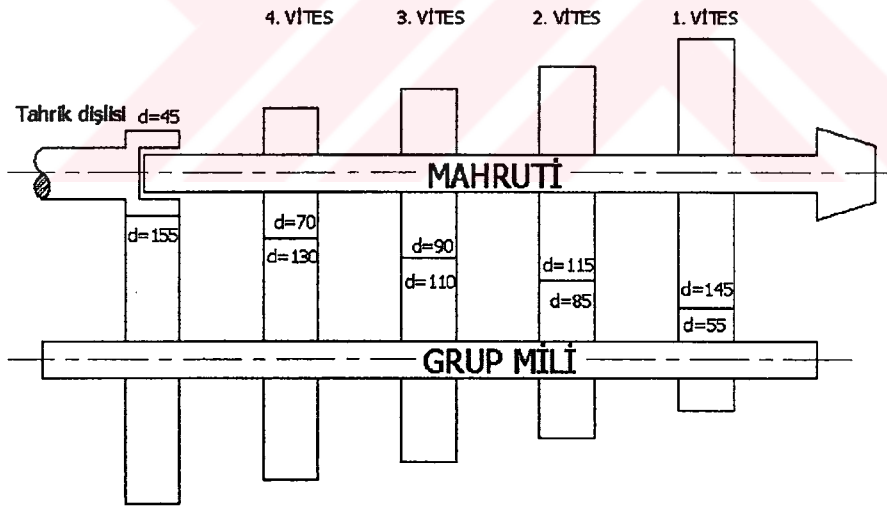 4. VİTES 3. VİTES 2. VİTES 1. VİTES
Tahrik dişlisi d=45
MAHRUTİ
d=155 d=70 d=90 d=115 d=145
d=130 d=110 d=85 d=55
GRUP MİLİ